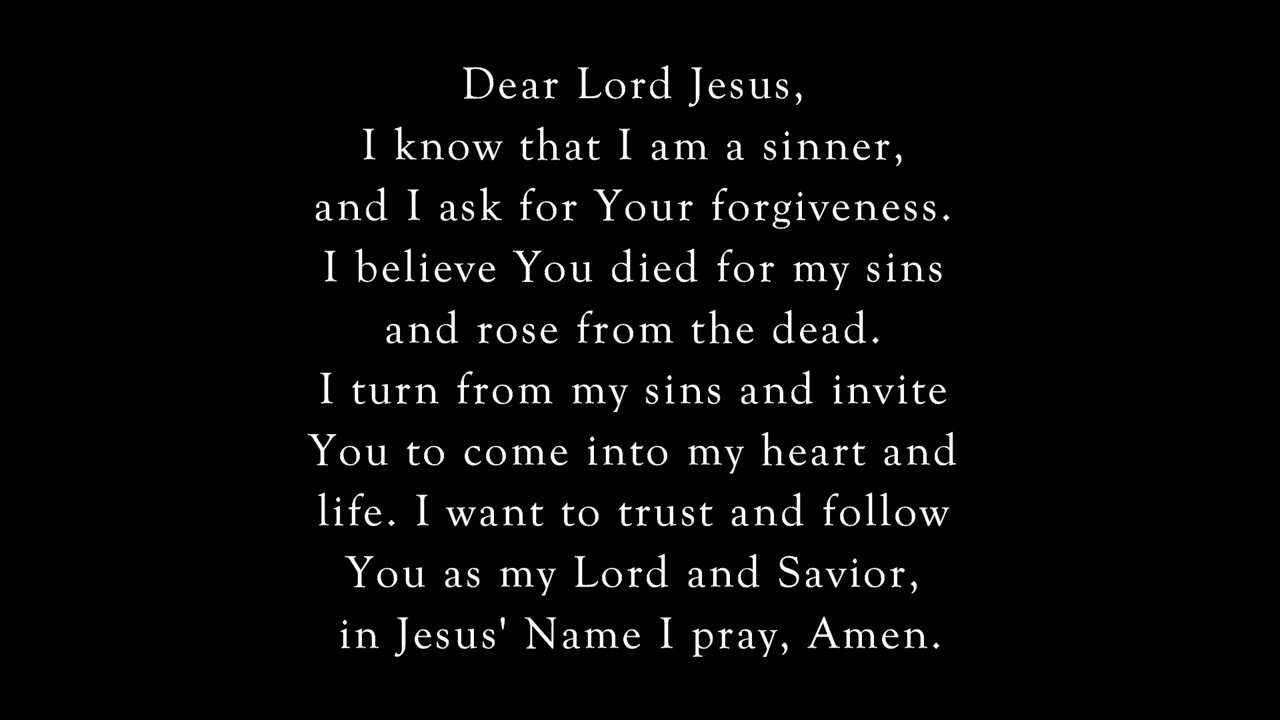 Dear Lord Jesus,
I know that I am a sinner,
and I ask for Your forgiveness.
I believe You died for my sins
and rose from the dead.
I turn from my sins and invite
You to come into my heart and
life. I want to trust and follow
You as my Lord and Savior,
in Jesus' Name I pray, Amen.